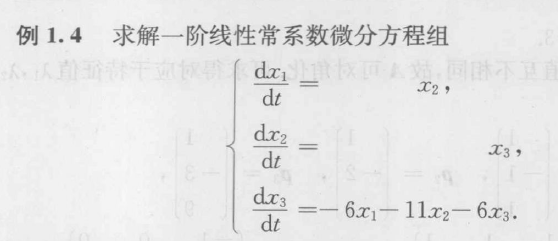 例 1.4 求解一阶线性常系数微分方程组
dx₁/dt = x₂,
dx₂/dt = x₃,
dx₃/dt = −6x₁−11x₂−6x₃.